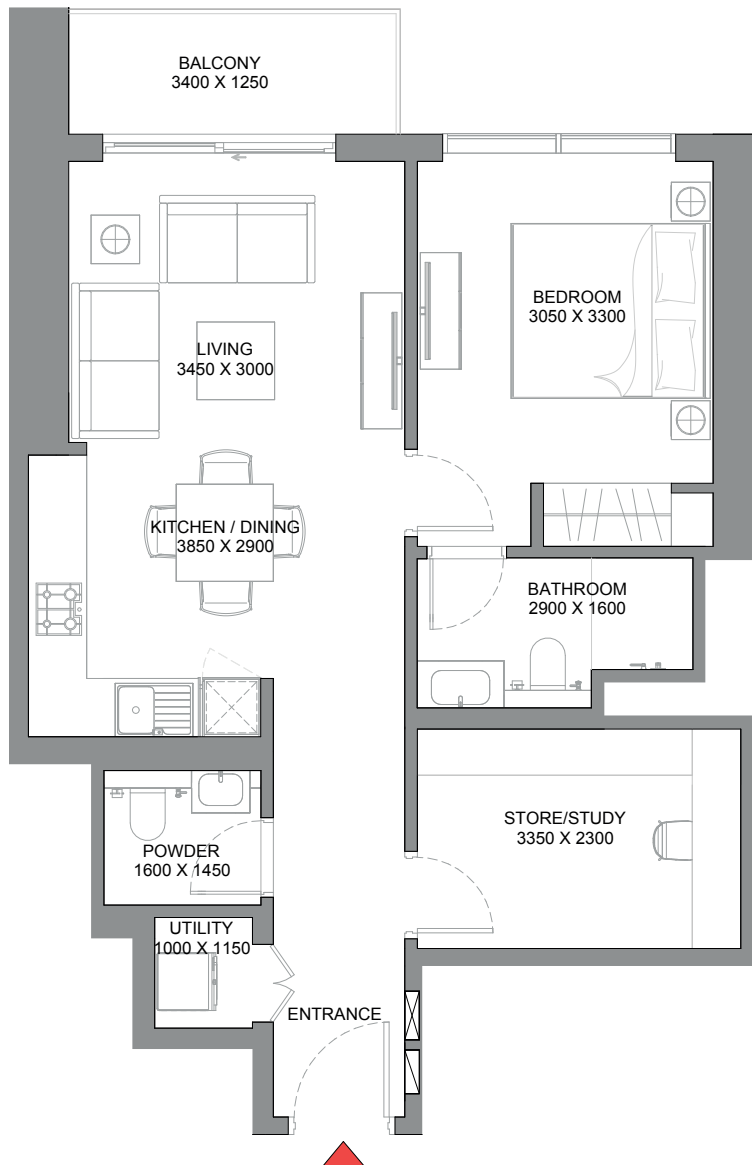 BALCONY
3400 X 1250
BEDROOM
3050 X 3300
LIVING
3450 X 3000
KITCHEN / DINING
3850 X 2900
BATHROOM
2900 X 1600
STORE/STUDY
3350 X 2300
POWDER
1600 X 1450
UTILITY
1000 X 1150
ENTRANCE